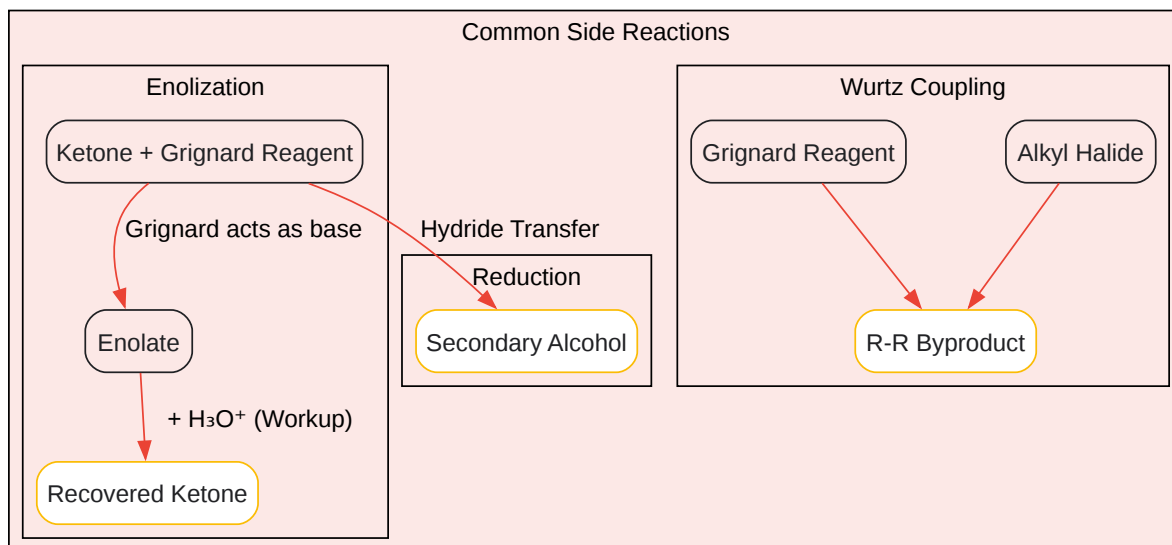 Common Side Reactions
Enolization
Ketone + Grignard Reagent
Grignard acts as base
Enolate
+ H₃O⁺ (Workup)
Recovered Ketone
Hydride Transfer
Reduction
Secondary Alcohol
Wurtz Coupling
Grignard Reagent
Alkyl Halide
R-R Byproduct